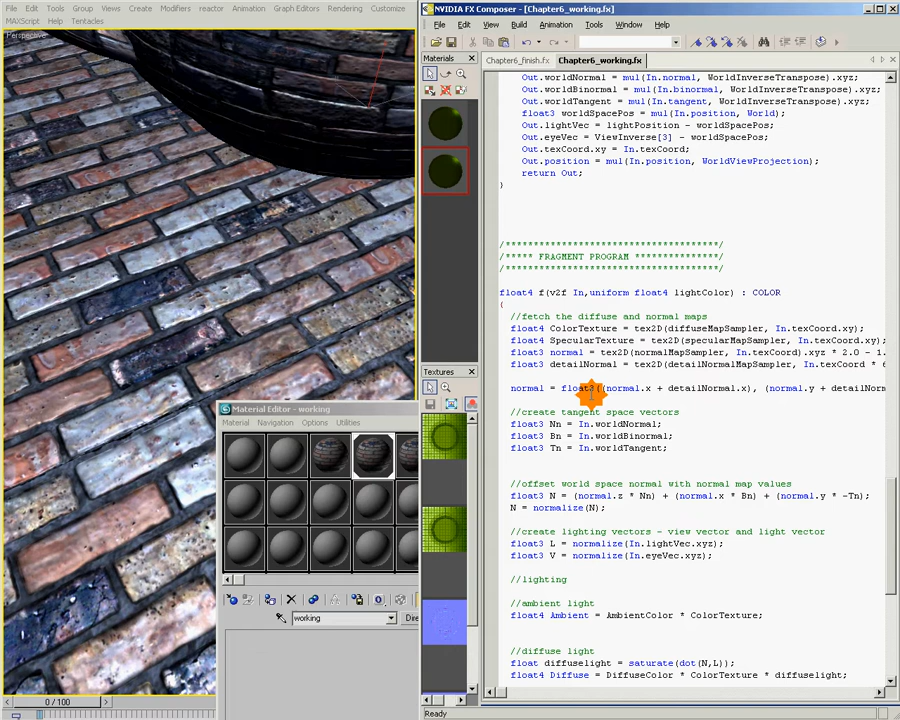 File Edit Tools Group Views Create Modifiers reactor Animation Graph Editors Rendering Customize
MAXScript Help Tentacles
Perspective
0 / 100
Material Editor - working
Material Navigation Options Utilities
working
NVIDIA FX Composer - [Chapter6_working.fx]
File Edit View Build Animation Tools Window Help
Materials
Textures
Chapter6_finish.fx Chapter6_working.fx
Out.worldNormal = mul(In.normal, WorldInverseTranspose).xyz;
Out.worldBinormal = mul(In.binormal, WorldInverseTranspose).xyz;
Out.worldTangent = mul(In.tangent, WorldInverseTranspose).xyz;
float3 worldSpacePos = mul(In.position, World);
Out.lightVec = lightPosition - worldSpacePos;
Out.eyeVec = ViewInverse[3] - worldSpacePos;
Out.texCoord.xy = In.texCoord;
Out.position = mul(In.position, WorldViewProjection);
return Out;
}
/**************************************/
/***** FRAGMENT PROGRAM ***************/
/**************************************/
float4 f(v2f In,uniform float4 lightColor) : COLOR
{
//fetch the diffuse and normal maps
float4 ColorTexture = tex2D(diffuseMapSampler, In.texCoord.xy);
float4 SpecularTexture = tex2D(specularMapSampler, In.texCoord.xy);
float3 normal = tex2D(normalMapSampler, In.texCoord).xyz * 2.0 - 1.
float3 detailNormal = tex2D(normalMapSampler, In.texCoord * 6
normal = float3((normal.x + detailNormal.x), (normal.y + detailNorm
//create tangent space vectors
float3 Nn = In.worldNormal;
float3 Bn = In.worldBinormal;
float3 Tn = In.worldTangent;
//offset world space normal with normal map values
float3 N = (normal.z * Nn) + (normal.x * Bn) + (normal.y * -Tn);
N = normalize(N);
//create lighting vectors - view vector and light vector
float3 L = normalize(In.lightVec.xyz);
float3 V = normalize(In.eyeVec.xyz);
//lighting
//ambient light
float4 Ambient = AmbientColor * ColorTexture;
//diffuse light
float diffuselight = saturate(dot(N,L));
float4 Diffuse = DiffuseColor * ColorTexture * diffuselight;
Ready